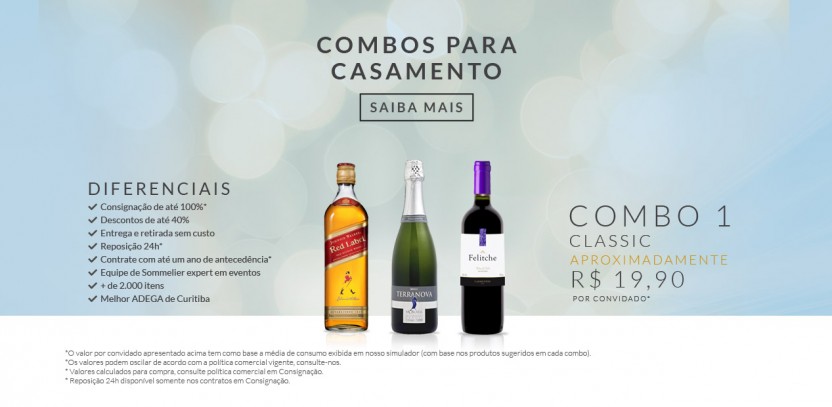 COMBOS PARA
CASAMENTO
SAIBA MAIS
DIFERENCIAIS
Consignação de até 100%*
Descontos de até 40%
Entrega e retirada sem custo
Reposição 24h*
Contrate com até um ano de antecedência*
Equipe de Sommelier expert em eventos
+ de 2.000 itens
Melhor ADEGA de Curitiba
Red Label
TERRANOVA
Felitche
COMBO 1
CLASSIC
APROXIMADAMENTE
R$ 19,90
POR CONVIDADO*
*O valor por convidado apresentado acima tem como base a média de consumo exibida em nosso simulador (com base nos produtos sugeridos em cada combo).
*Os valores podem oscilar de acordo com a política comercial vigente, consulte-nos.
* Valores calculados para compra, consulte política comercial em Consignação.
* Reposição 24h disponível somente nos contratos em Consignação.